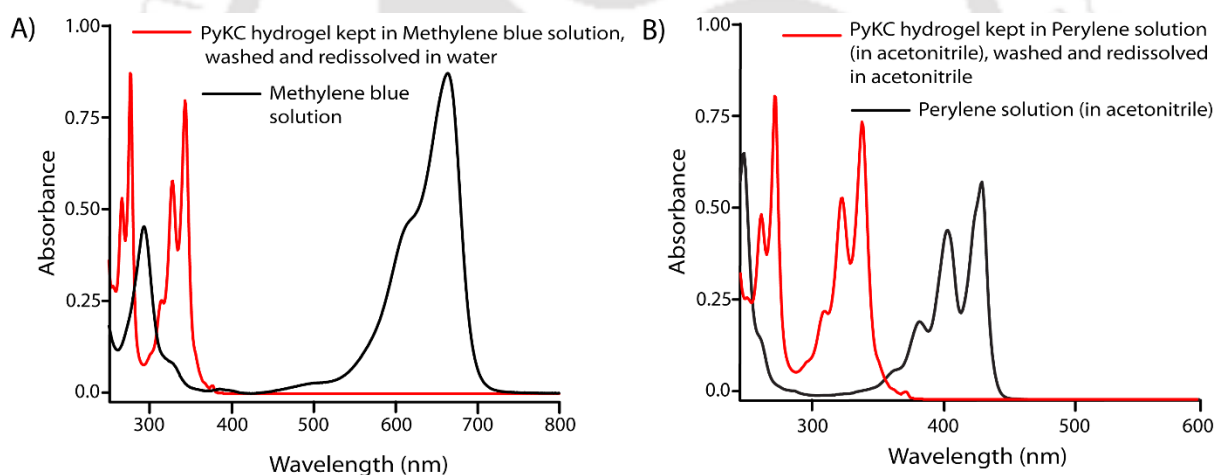 A)
1.00
0.75
0.50
0.25
0.0
Absorbance
PyKC hydrogel kept in Methylene blue solution,
washed and redissolved in water
Methylene blue
solution
300
400
500
600
700
800
Wavelength (nm)
B)
1.00
0.75
0.50
0.25
0.0
Absorbance
PyKC hydrogel kept in Perylene solution
(in acetonitrile), washed and redissolved
in acetonitrile
Perylene solution (in acetonitrile)
300
400
500
600
Wavelength (nm)